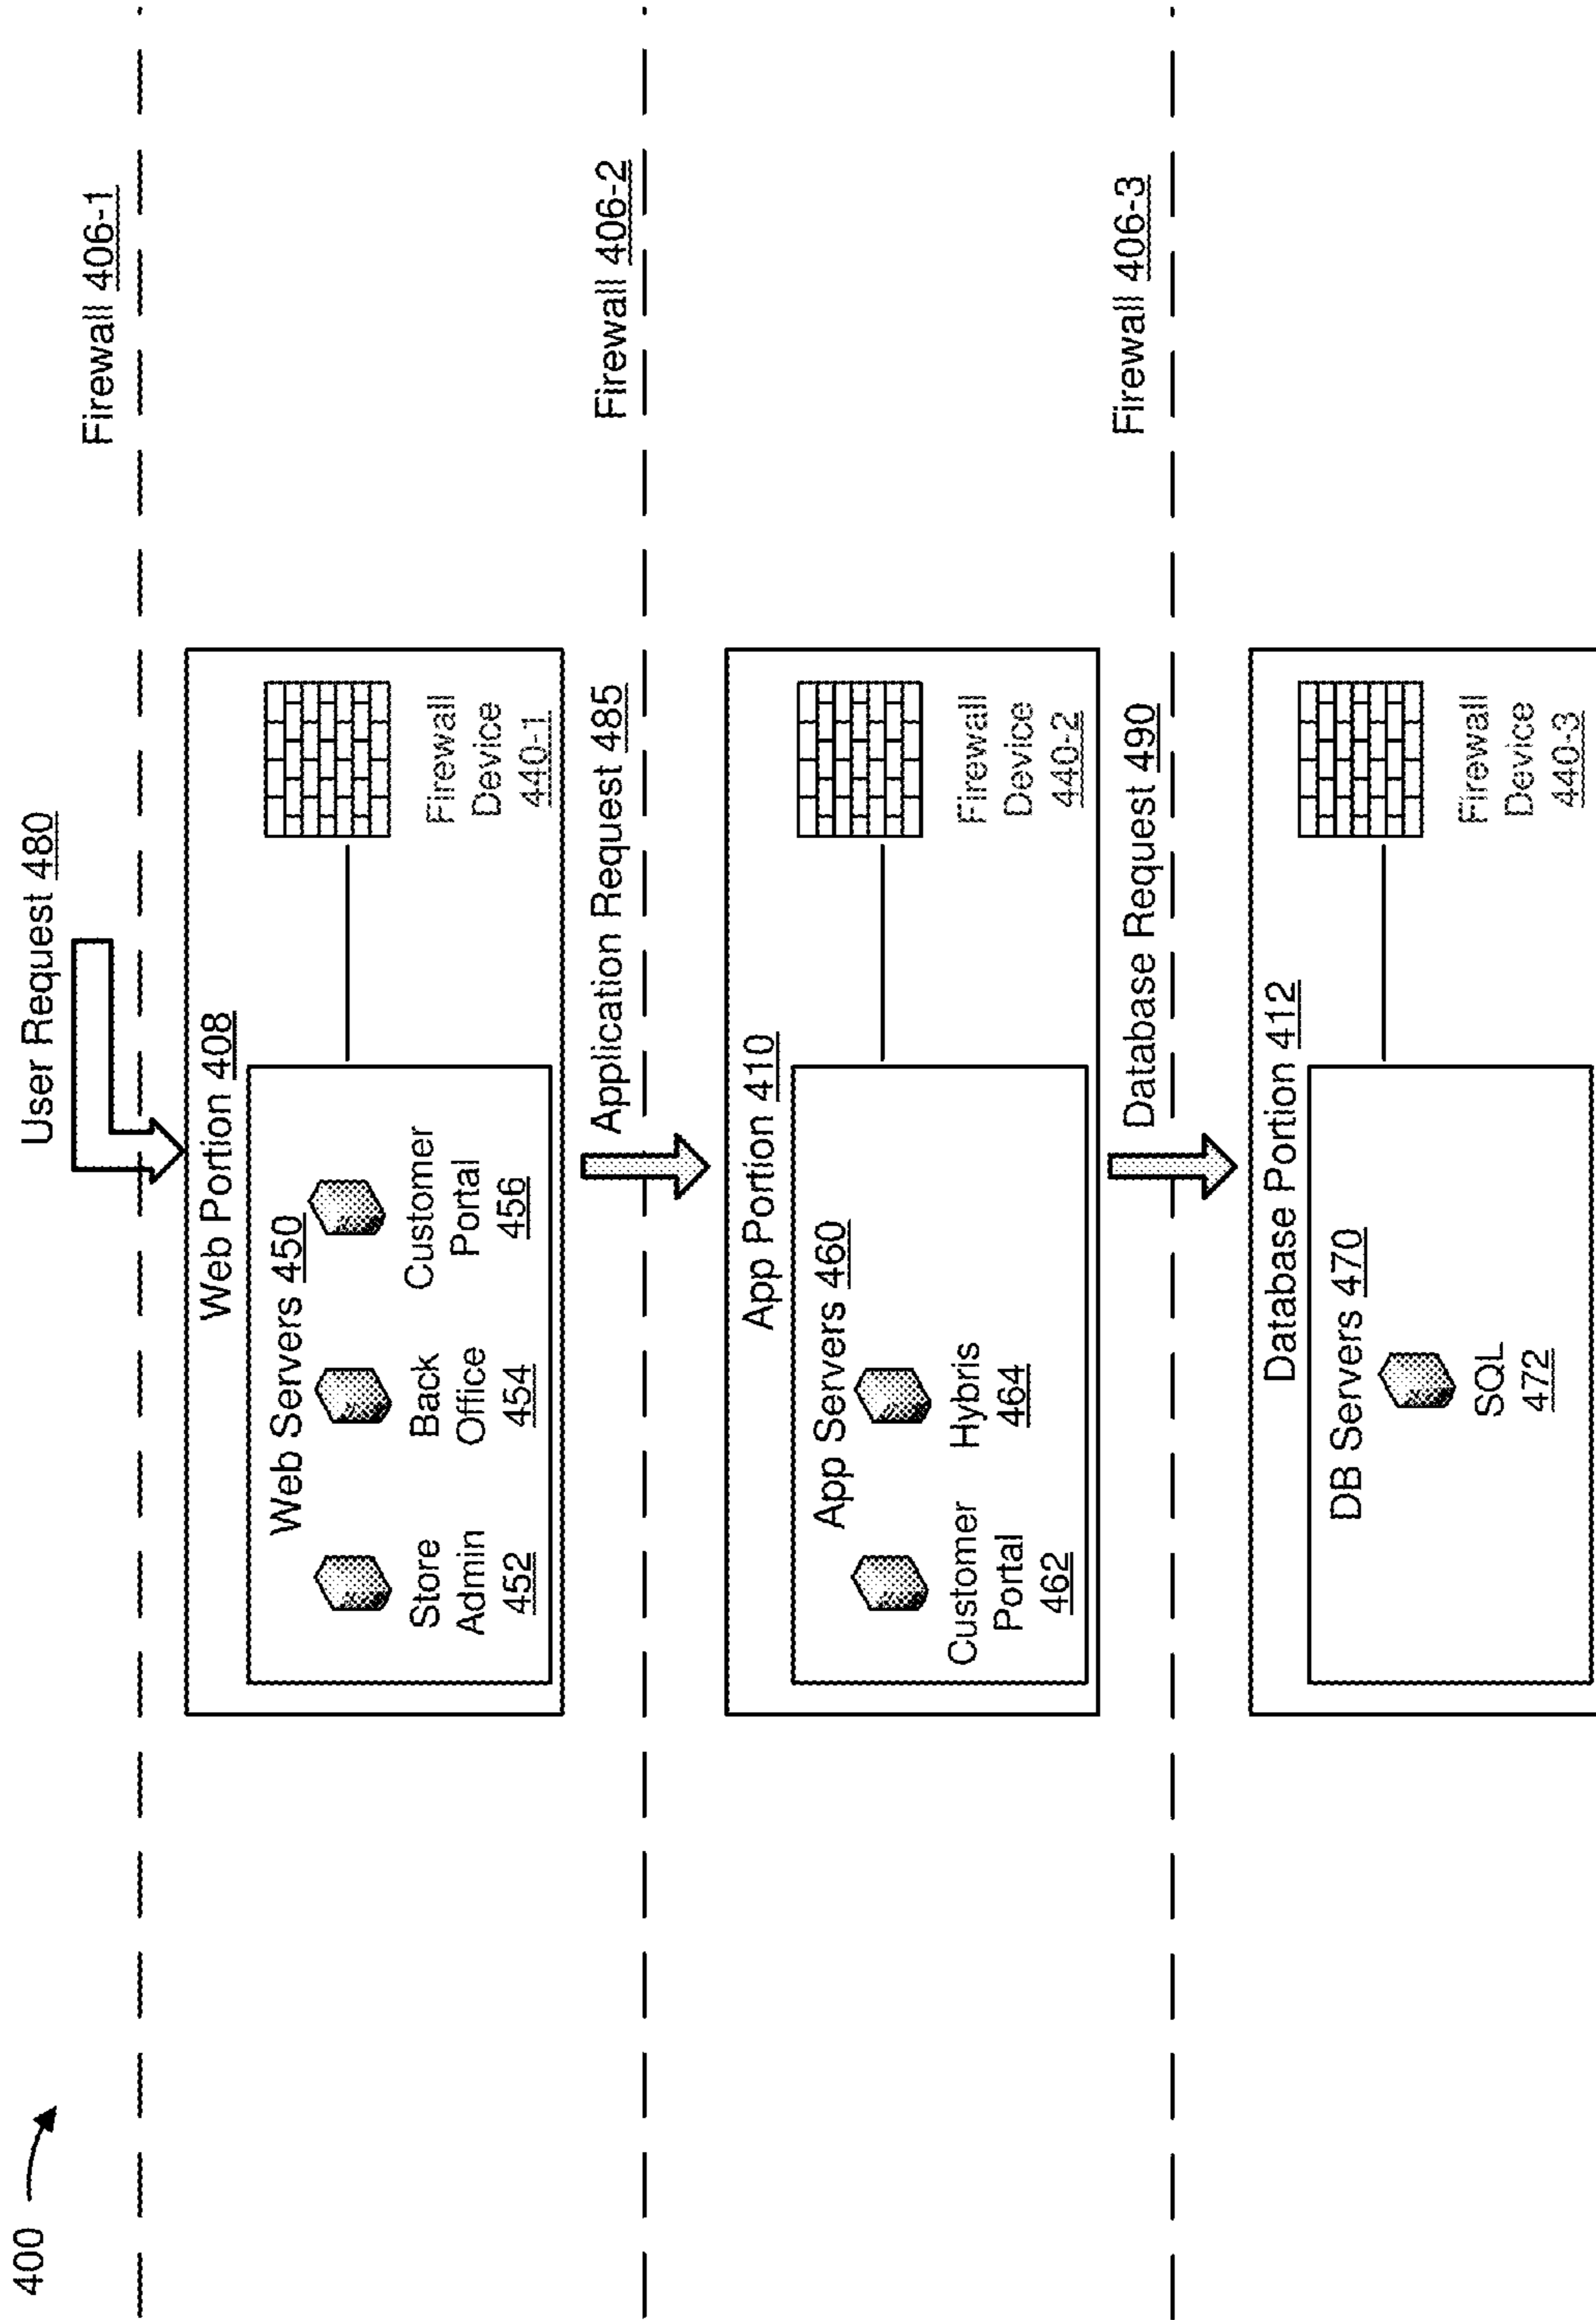 400
User Request 480
Firewall 406-1
Web Portion 408
Web Servers 450
Store
Admin
452
Back
Office
454
Customer
Portal
456
Firewall
Device
440-1
Application Request 485
Firewall 406-2
App Portion 410
App Servers 460
Customer
Portal
462
Hybris
464
Firewall
Device
440-2
Database Request 490
Firewall 406-3
Database Portion 412
DB Servers 470
SQL
472
Firewall
Device
440-3